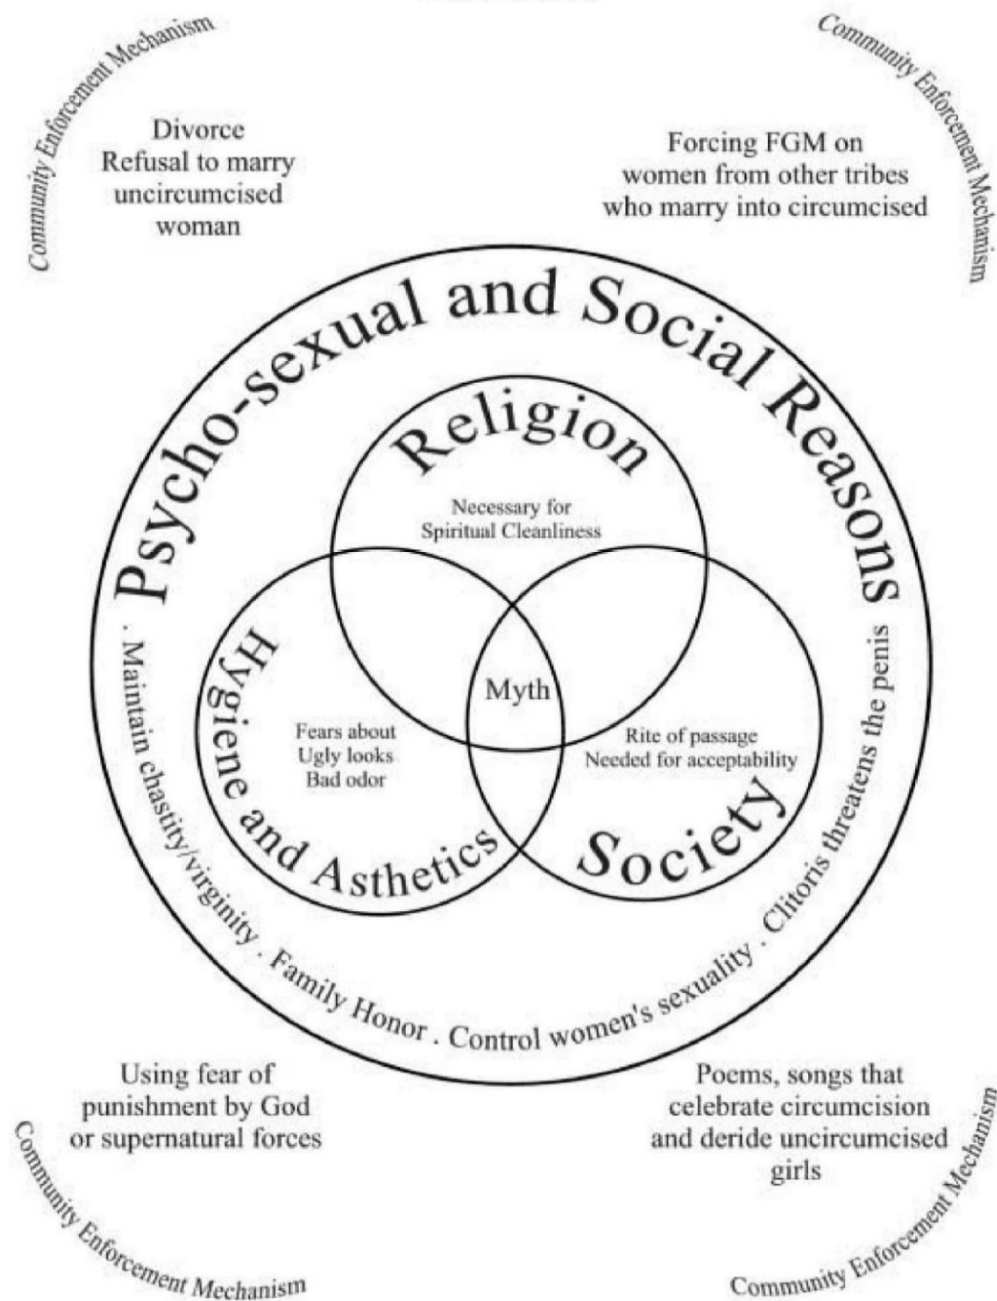 Community Enforcement Mechanism
Divorce
Refusal to marry
uncircumcised
woman
Community Enforcement Mechanism
Forcing FGM on
women from other tribes
who marry into circumcised
Psycho-sexual and Social Reasons
Religion
Necessary for
Spiritual Cleanliness
Myth
Hygiene and Asthetics
Fears about
Ugly looks
Bad odor
Rite of passage
Needed for acceptability
Society
. Maintain chastity/virginity . Family Honor . Control women's sexuality . Clitoris threatens the penis
Using fear of
punishment by God
or supernatural forces
Community Enforcement Mechanism
Poems, songs that
celebrate circumcision
and deride uncircumcised
girls
Community Enforcement Mechanism